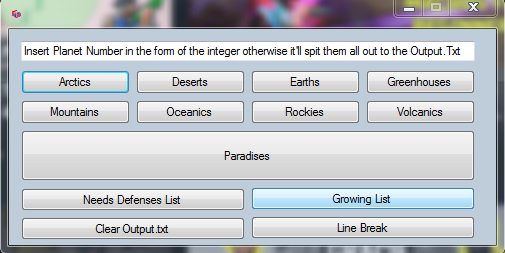 Insert Planet Number in the form of the integer otherwise it'll spit them all out to the Output.Txt
Arctics Deserts Earths Greenhouses
Mountains Oceanics Rockies Volcanics
Paradises
Needs Defenses List Growing List
Clear Output.txt Line Break